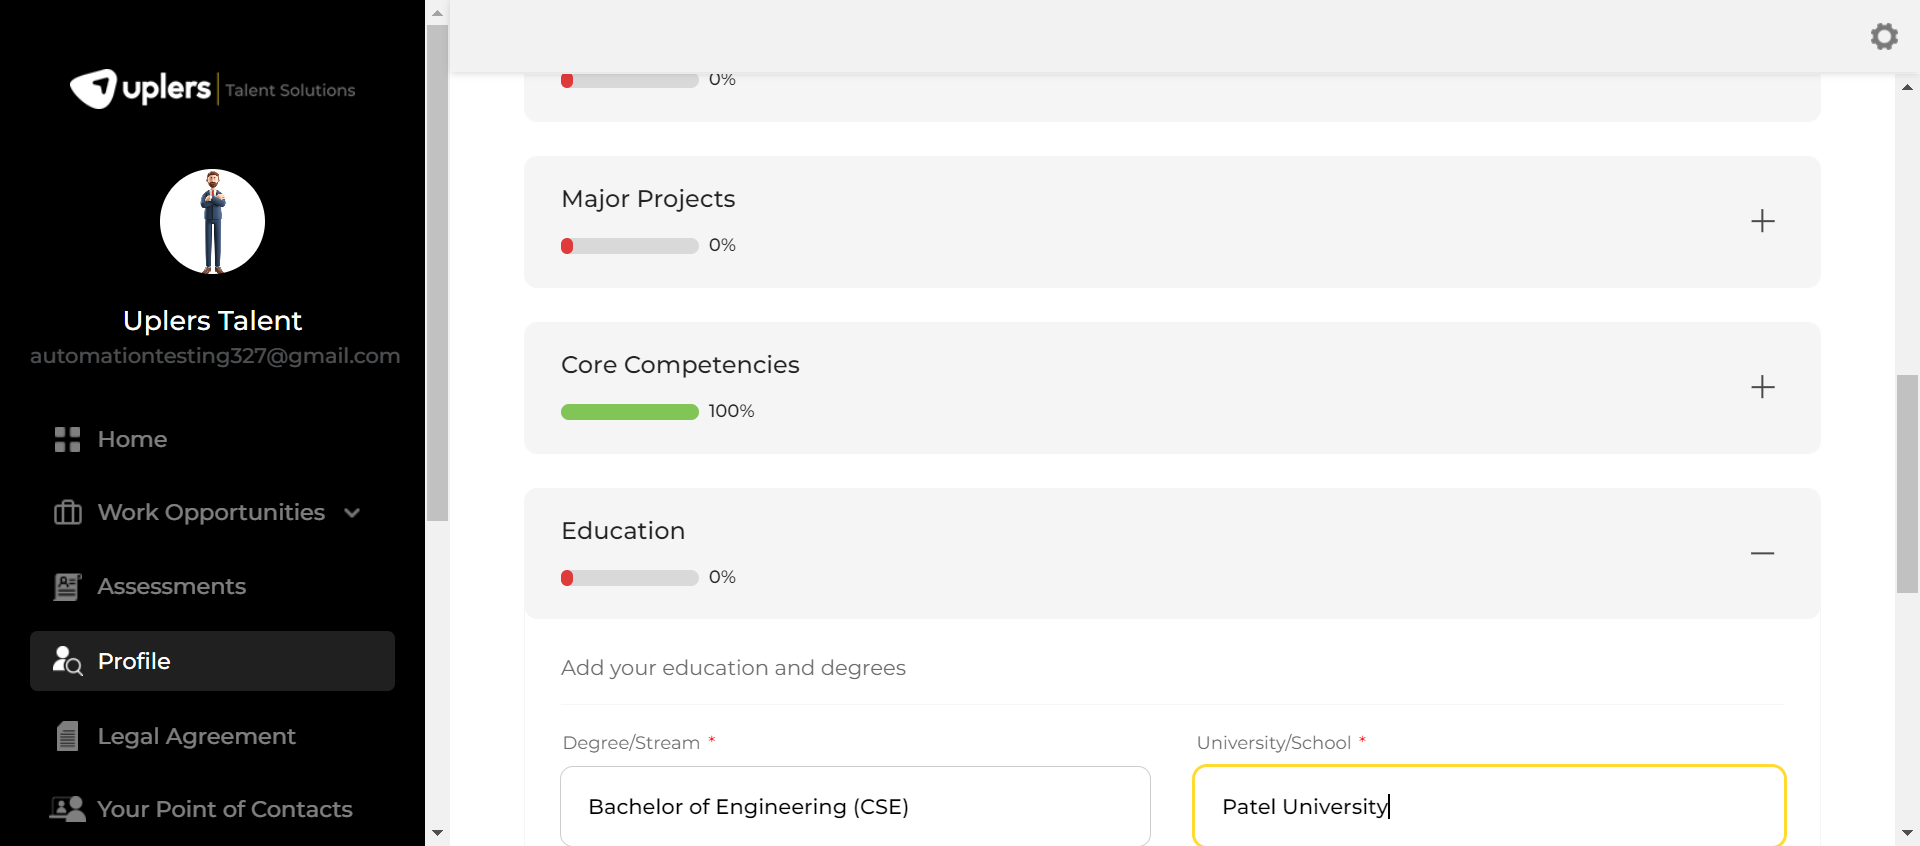 uplers | Talent Solutions
Uplers Talent
automationtesting327@gmail.com
Home
Work Opportunities
Assessments
Profile
Legal Agreement
Your Point of Contacts
0%
Major Projects
0%
Core Competencies
100%
Education
0%
Add your education and degrees
Degree/Stream *
University/School *
Bachelor of Engineering (CSE)
Patel University